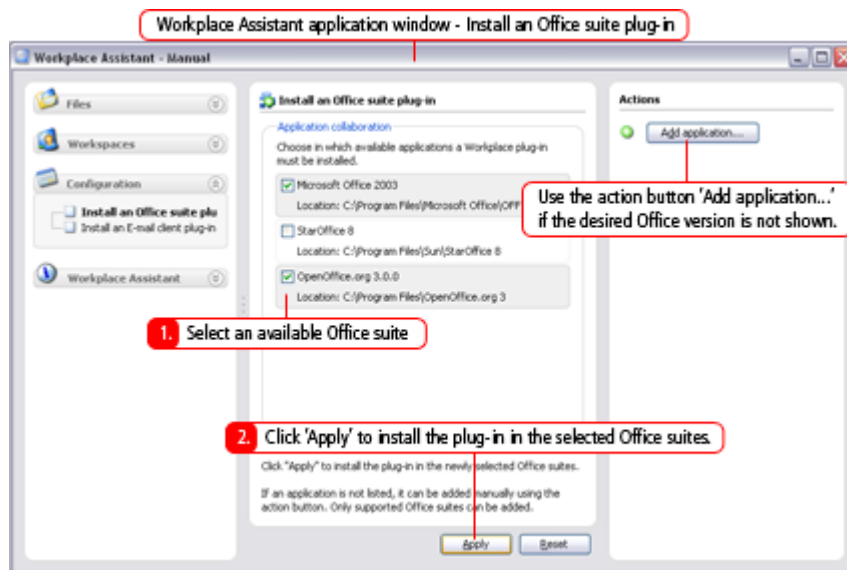 Workplace Assistant application window - Install an Office suite plug-in
Workplace Assistant - Manual
Files
Workspaces
Configuration
Install an Office suite plu
Install an E-mail client plug-in
Workplace Assistant
Install an Office suite plug-in
Application collaboration
Choose in which available applications a Workplace plug-in
must be installed.
Microsoft Office 2003
Location: C:\Program Files\Microsoft Office\OFF
StarOffice 8
Location: C:\Program Files\Sun\StarOffice 8
OpenOffice.org 3.0.0
Location: C:\Program Files\OpenOffice.org 3
1. Select an available Office suite
2. Click 'Apply' to install the plug-in in the selected Office suites.
Click "Apply" to install the plug-in in the newly selected Office suites.
If an application is not listed, it can be added manually using the
action button. Only supported Office suites can be added.
Apply
Reset
Actions
Add application...
Use the action button 'Add application...'
if the desired Office version is not shown.